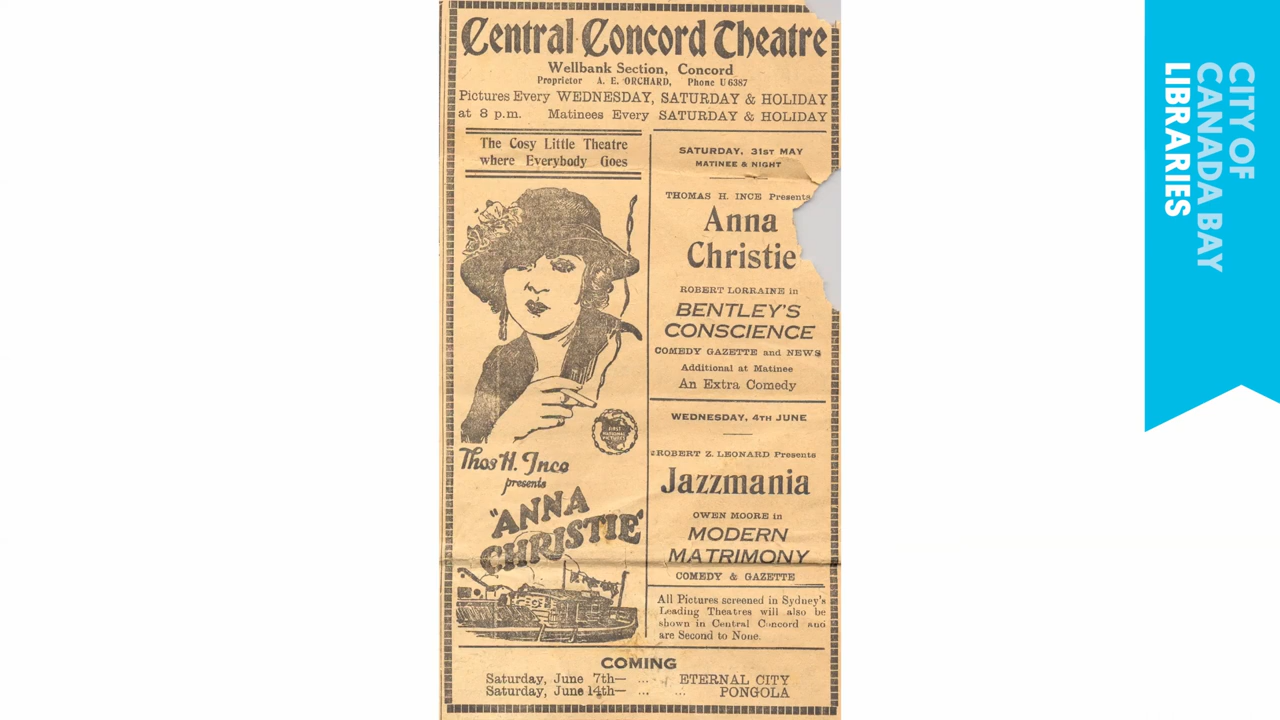 Central Concord Theatre
Wellbank Section, Concord
Proprietor A. E. ORCHARD, Phone U6387
Pictures Every WEDNESDAY, SATURDAY & HOLIDAY
at 8 p.m. Matinees Every SATURDAY & HOLIDAY
The Cosy Little Theatre
where Everybody Goes
FIRST
NATIONAL
PICTURES
Thos H. Ince
presents
"ANNA
CHRISTIE"
SATURDAY, 31ST MAY
MATINEE & NIGHT
THOMAS H. INCE Presents
Anna
Christie
ROBERT LORRAINE in
BENTLEY'S
CONSCIENCE
COMEDY GAZETTE and NEWS
Additional at Matinee
An Extra Comedy
WEDNESDAY, 4TH JUNE
ROBERT Z. LEONARD Presents
Jazzmania
OWEN MOORE in
MODERN
MATRIMONY
COMEDY & GAZETTE
All Pictures screened in Sydney's
Leading Theatres will also be
shown in Central Concord and
are Second to None.
COMING
Saturday, June 7th— ... ETERNAL CITY
Saturday, June 14th— ... ... PONGOLA
CITY OF
CANADA BAY
LIBRARIES